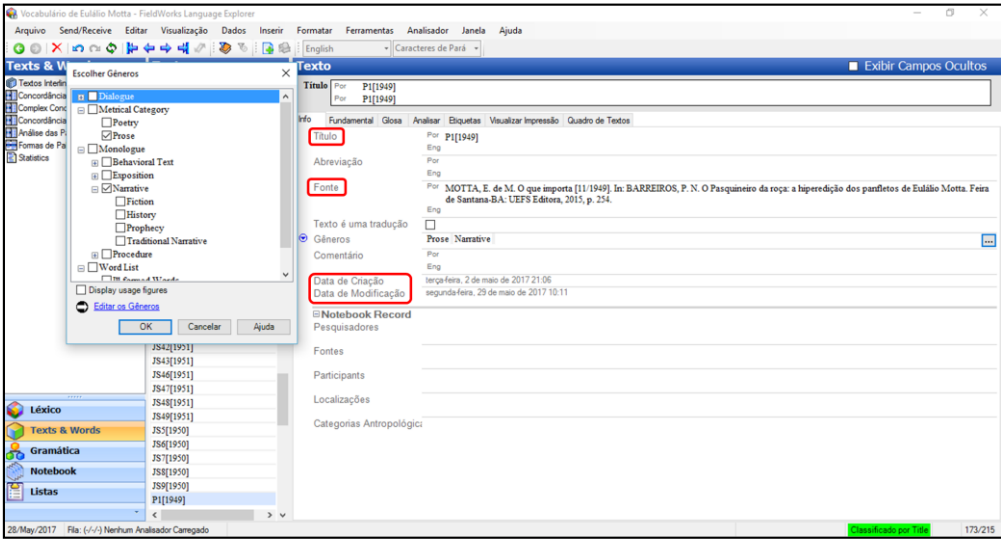 Vocabulário de Eulálio Motta - FieldWorks Language Explorer
Arquivo Send/Receive Editar Visualização Dados Inserir Formatar Ferramentas Analisador Janela Ajuda
English Caracteres de Pará
Texts & W
Textos Interlin
Concordância
Complex Conc
Concordância
Análise das P
Formas de Pa
Statistics
Escolher Gêneros
Dialogue
Metrical Category
Poetry
Prose
Monologue
Behavioral Text
Exposition
Narrative
Fiction
History
Prophecy
Traditional Narrative
Procedure
Word List
Display usage figures
Editar os Gêneros
OK Cancelar Ajuda
JS42[1951]
JS43[1951]
JS46[1951]
JS47[1951]
JS48[1951]
JS49[1951]
JS5[1950]
JS6[1950]
JS7[1950]
JS8[1950]
JS9[1950]
P1[1949]
Léxico
Texts & Words
Gramática
Notebook
Listas
Texto Exibir Campos Ocultos
Título Por P1[1949]
Por P1[1949]
Info Fundamental Glosa Analisar Etiquetas Visualizar Impressão Quadro de Textos
Título Por P1[1949]
Eng
Abreviação Por
Eng
Fonte Por MOTTA, E. de M. O que importa [11/1949]. In: BARREIROS, P. N. O Pasquineiro da roça: a hiperedição dos panfletos de Eulálio Motta. Feira
de Santana-BA: UEFS Editora, 2015, p. 254.
Eng
Texto é uma tradução
Gêneros Prose Narrative ...
Comentário Por
Eng
Data de Criação terça-feira, 2 de maio de 2017 21:06
Data de Modificação segunda-feira, 29 de maio de 2017 10:11
Notebook Record
Pesquisadores
Fontes
Participants
Localizações
Categorias Antropológica
28/May/2017 Fila: (-/-/-) Nenhum Analisador Carregado Classificado por Title 173/215